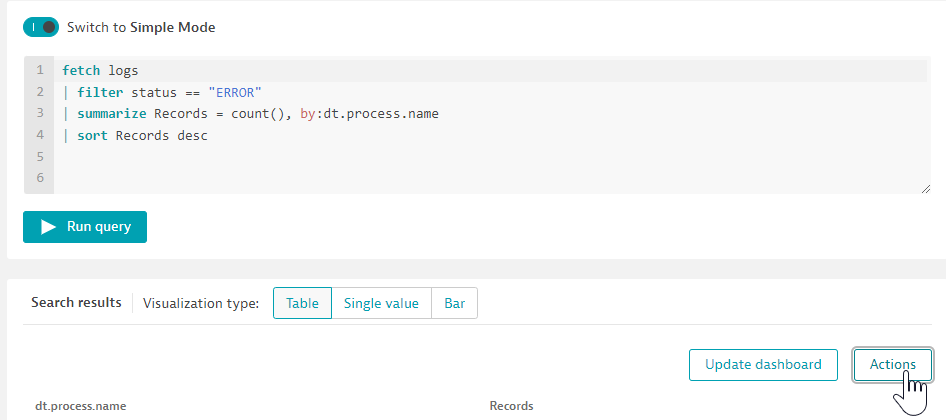 Switch to Simple Mode
1 fetch logs
2 | filter status == "ERROR"
3 | summarize Records = count(), by:dt.process.name
4 | sort Records desc
5
6
Run query
Search results Visualization type: Table Single value Bar
Update dashboard Actions
dt.process.name Records